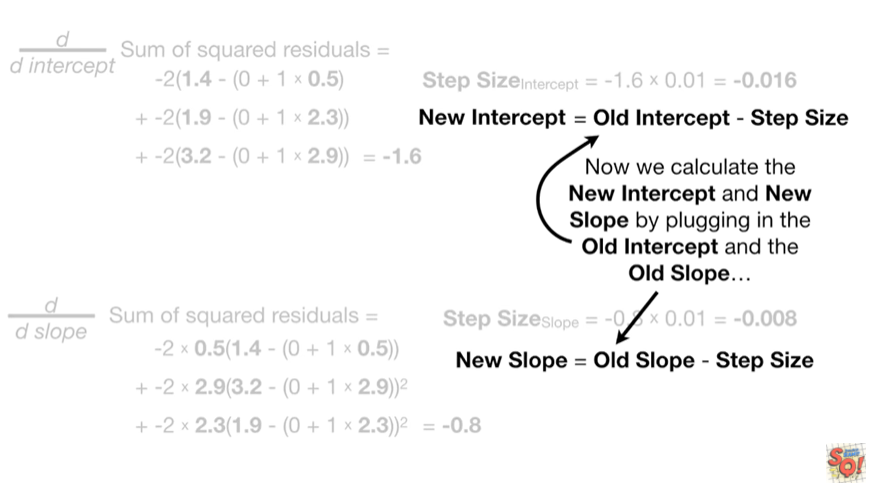 d
d intercept
Sum of squared residuals =
-2(1.4 - (0 + 1 × 0.5)
+ -2(1.9 - (0 + 1 × 2.3))
+ -2(3.2 - (0 + 1 × 2.9)) = -1.6
Step SizeIntercept = -1.6 × 0.01 = -0.016
New Intercept = Old Intercept - Step Size
Now we calculate the
New Intercept and New
Slope by plugging in the
Old Intercept and the
Old Slope…
d
d slope
Sum of squared residuals =
-2 × 0.5(1.4 - (0 + 1 × 0.5))
+ -2 × 2.9(3.2 - (0 + 1 × 2.9))²
+ -2 × 2.3(1.9 - (0 + 1 × 2.3))² = -0.8
Step SizeSlope = -0.8 × 0.01 = -0.008
New Slope = Old Slope - Step Size
SQ!